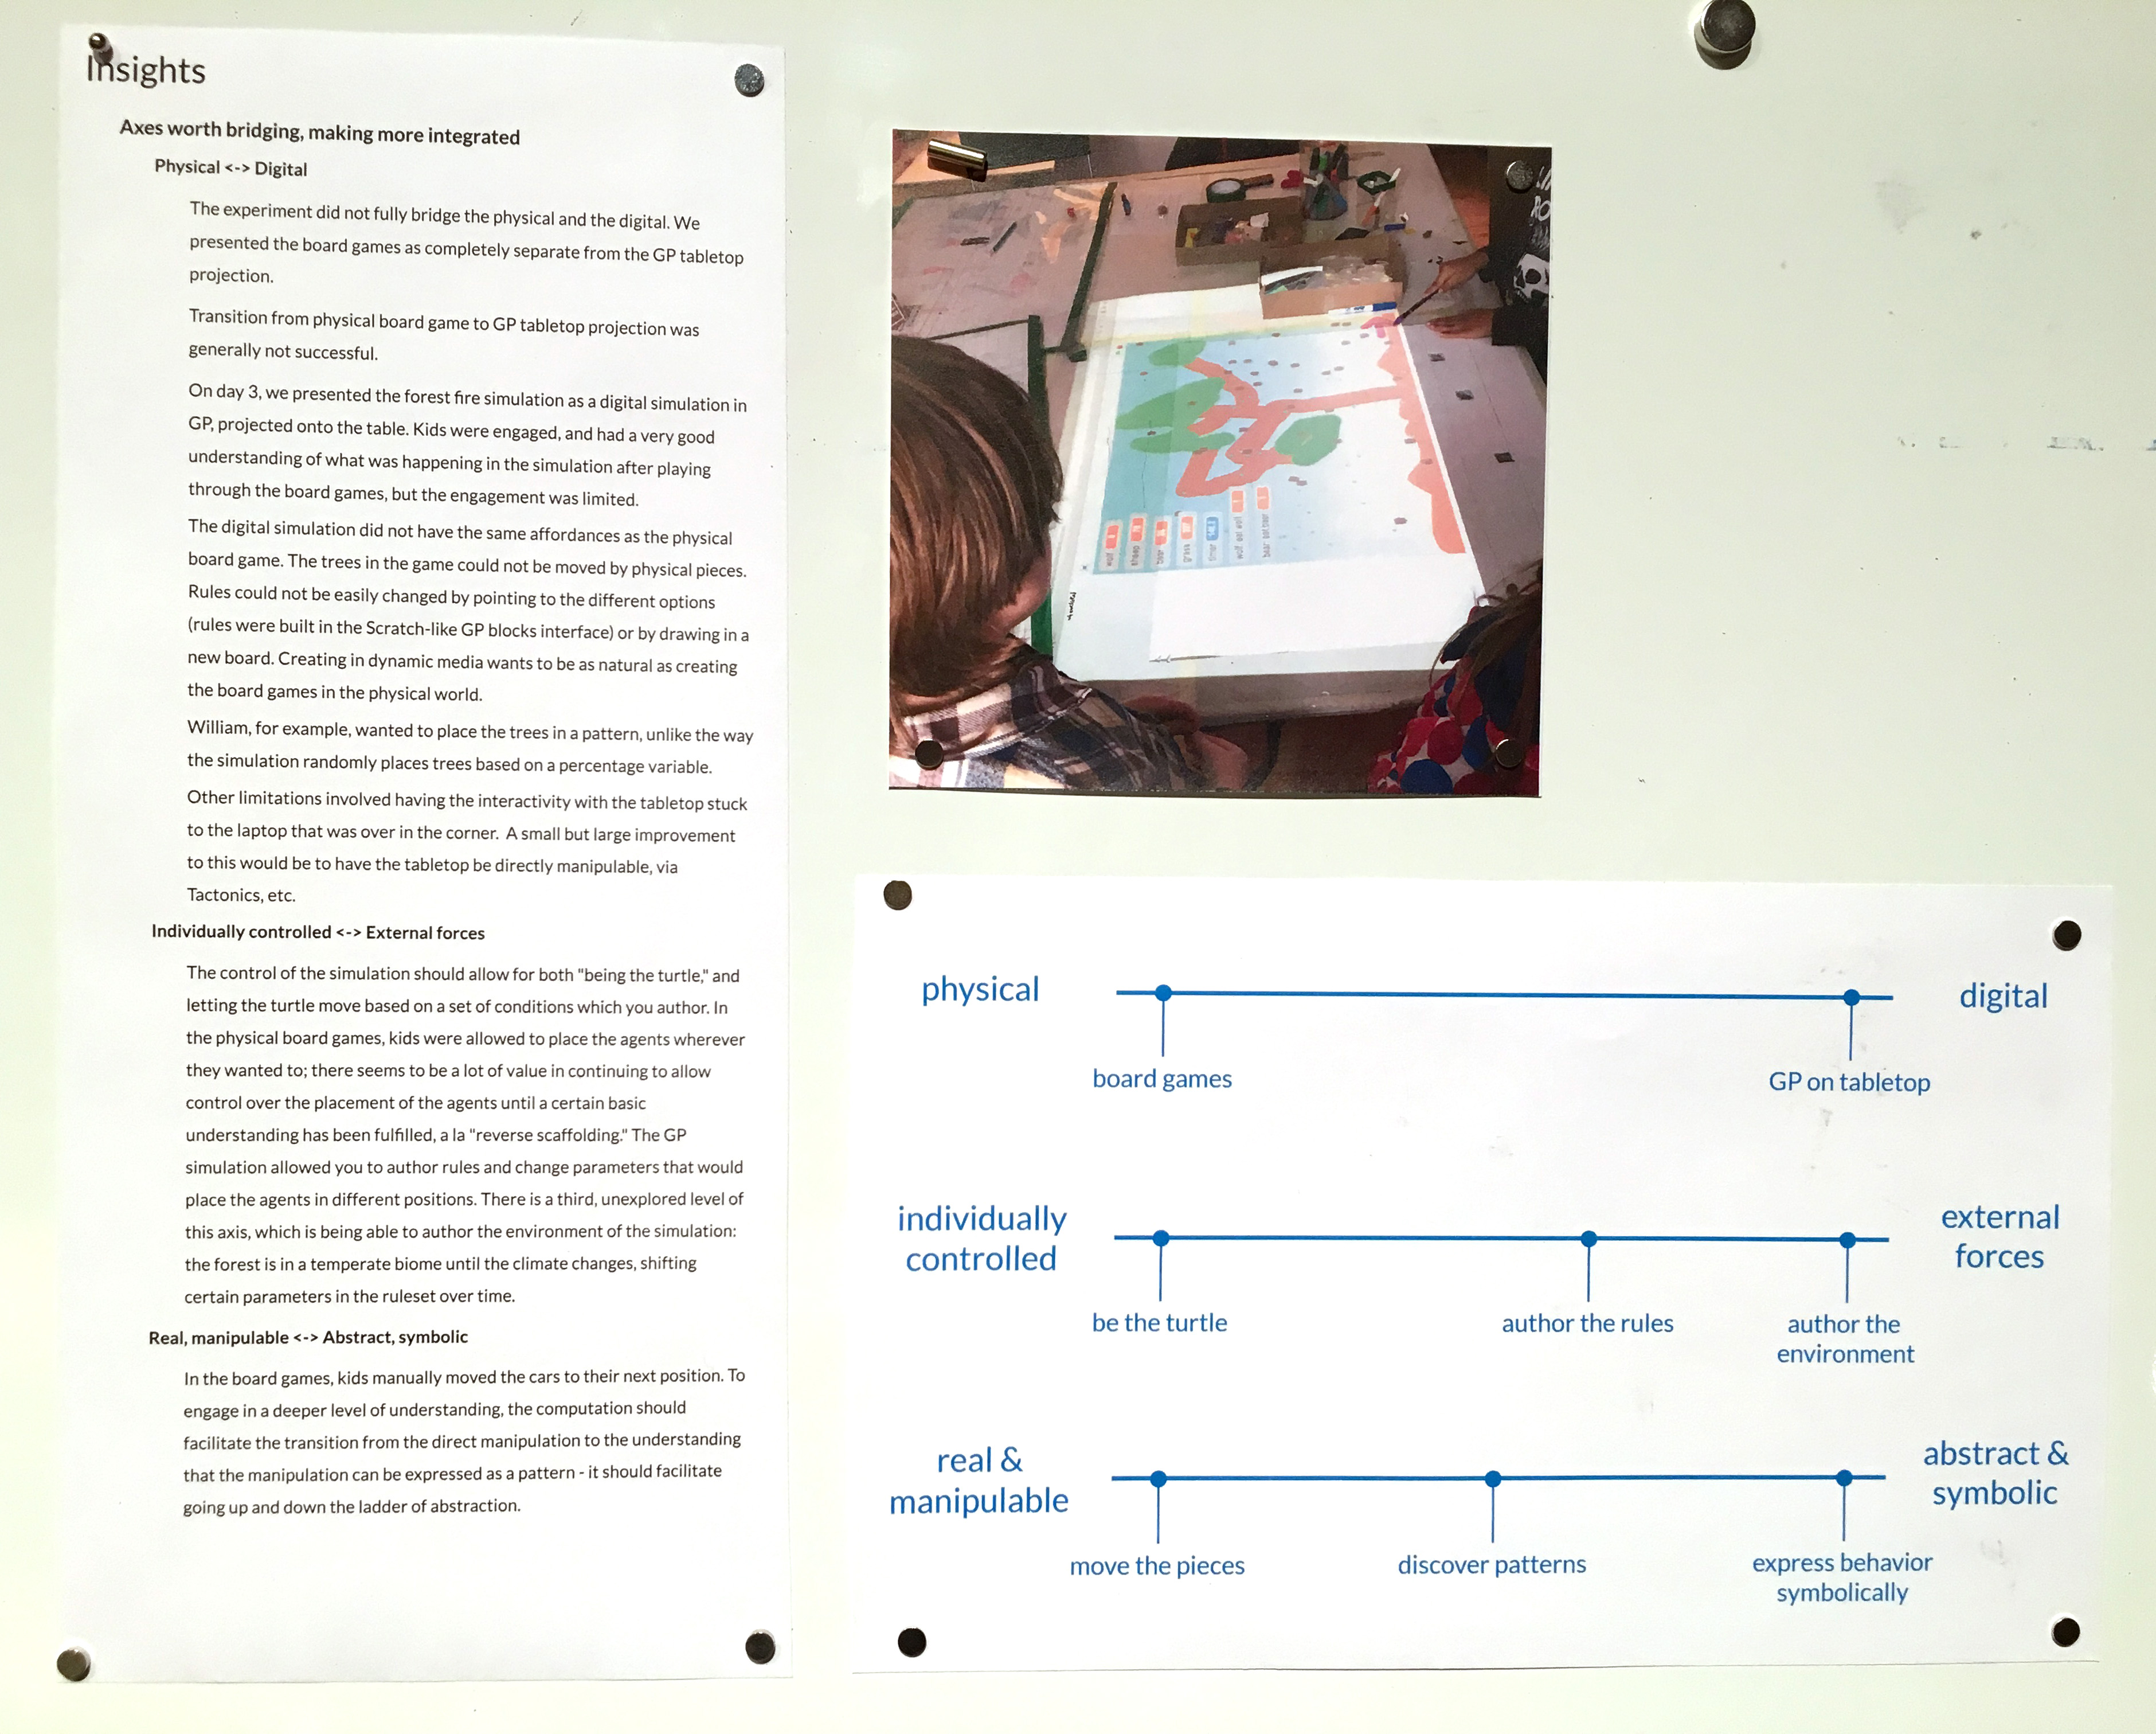 Insights
Axes worth bridging, making more integrated
Physical <-> Digital
The experiment did not fully bridge the physical and the digital. We
presented the board games as completely separate from the GP tabletop
projection.
Transition from physical board game to GP tabletop projection was
generally not successful.
On day 3, we presented the forest fire simulation as a digital simulation in
GP, projected onto the table. Kids were engaged, and had a very good
understanding of what was happening in the simulation after playing
through the board games, but the engagement was limited.
The digital simulation did not have the same affordances as the physical
board game. The trees in the game could not be moved by physical pieces.
Rules could not be easily changed by pointing to the different options
(rules were built in the Scratch-like GP blocks interface) or by drawing in a
new board. Creating in dynamic media wants to be as natural as creating
the board games in the physical world.
William, for example, wanted to place the trees in a pattern, unlike the way
the simulation randomly places trees based on a percentage variable.
Other limitations involved having the interactivity with the tabletop stuck
to the laptop that was over in the corner. A small but large improvement
to this would be to have the tabletop be directly manipulable, via
Tactonics, etc.
Individually controlled <-> External forces
The control of the simulation should allow for both "being the turtle," and
letting the turtle move based on a set of conditions which you author. In
the physical board games, kids were allowed to place the agents wherever
they wanted to; there seems to be a lot of value in continuing to allow
control over the placement of the agents until a certain basic
understanding has been fulfilled, a la "reverse scaffolding." The GP
simulation allowed you to author rules and change parameters that would
place the agents in different positions. There is a third, unexplored level of
this axis, which is being able to author the environment of the simulation:
the forest is in a temperate biome until the climate changes, shifting
certain parameters in the ruleset over time.
Real, manipulable <-> Abstract, symbolic
In the board games, kids manually moved the cars to their next position. To
engage in a deeper level of understanding, the computation should
facilitate the transition from the direct manipulation to the understanding
that the manipulation can be expressed as a pattern - it should facilitate
going up and down the ladder of abstraction.
physical
digital
board games
GP on tabletop
individually
controlled
external
forces
be the turtle
author the rules
author the
environment
real &
manipulable
abstract &
symbolic
move the pieces
discover patterns
express behavior
symbolically